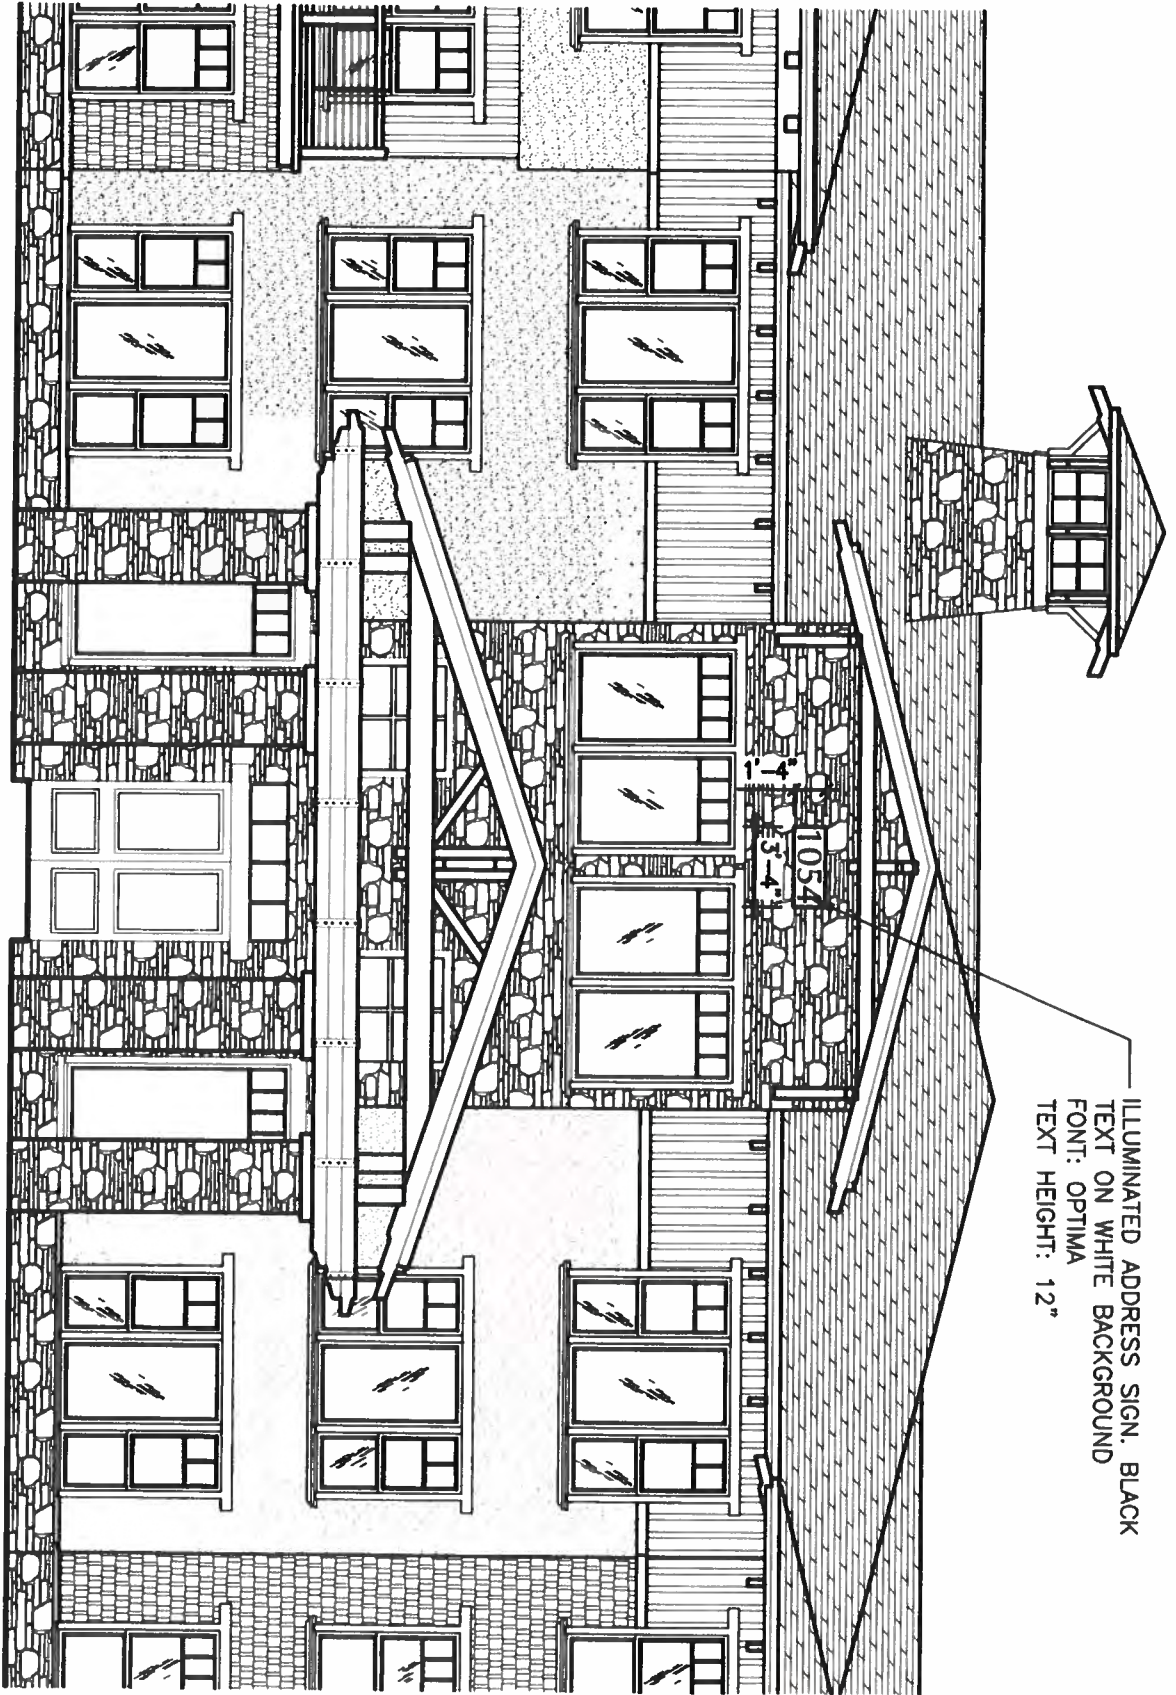 ILLUMINATED ADDRESS SIGN. BLACK
TEXT ON WHITE BACKGROUND
FONT: OPTIMA
TEXT HEIGHT: 12"
1054
1'-4"
3'-4"